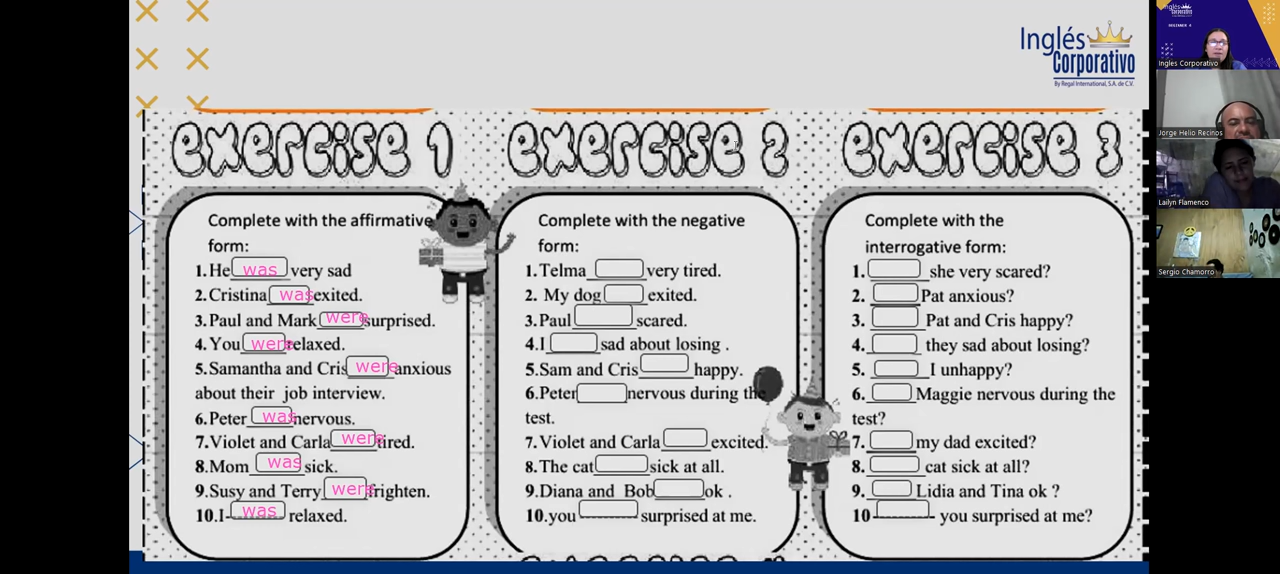 Inglés
Corporativo
By Regal International, S.A. de C.V.
exercise 1
Complete with the affirmative
form:
1.He was very sad
2.Cristina was exited.
3.Paul and Mark were surprised.
4.You were relaxed.
5.Samantha and Cris were anxious
about their job interview.
6.Peter was nervous.
7.Violet and Carla were tired.
8.Mom was sick.
9.Susy and Terry were frighten.
10.I was relaxed.
exercise 2
Complete with the negative
form:
1.Telma very tired.
2. My dog exited.
3.Paul scared.
4.I sad about losing .
5.Sam and Cris happy.
6.Peter nervous during the
test.
7.Violet and Carla excited.
8.The cat sick at all.
9.Diana and Bob ok .
10.you surprised at me.
exercise 3
Complete with the
interrogative form:
1. she very scared?
2. Pat anxious?
3. Pat and Cris happy?
4. they sad about losing?
5. I unhappy?
6. Maggie nervous during the
test?
7. my dad excited?
8. cat sick at all?
9. Lidia and Tina ok ?
10 you surprised at me?
Ingles Corporativo
Jorge Helio Recinos
Lailyn Flamenco
Sergio Chamorro